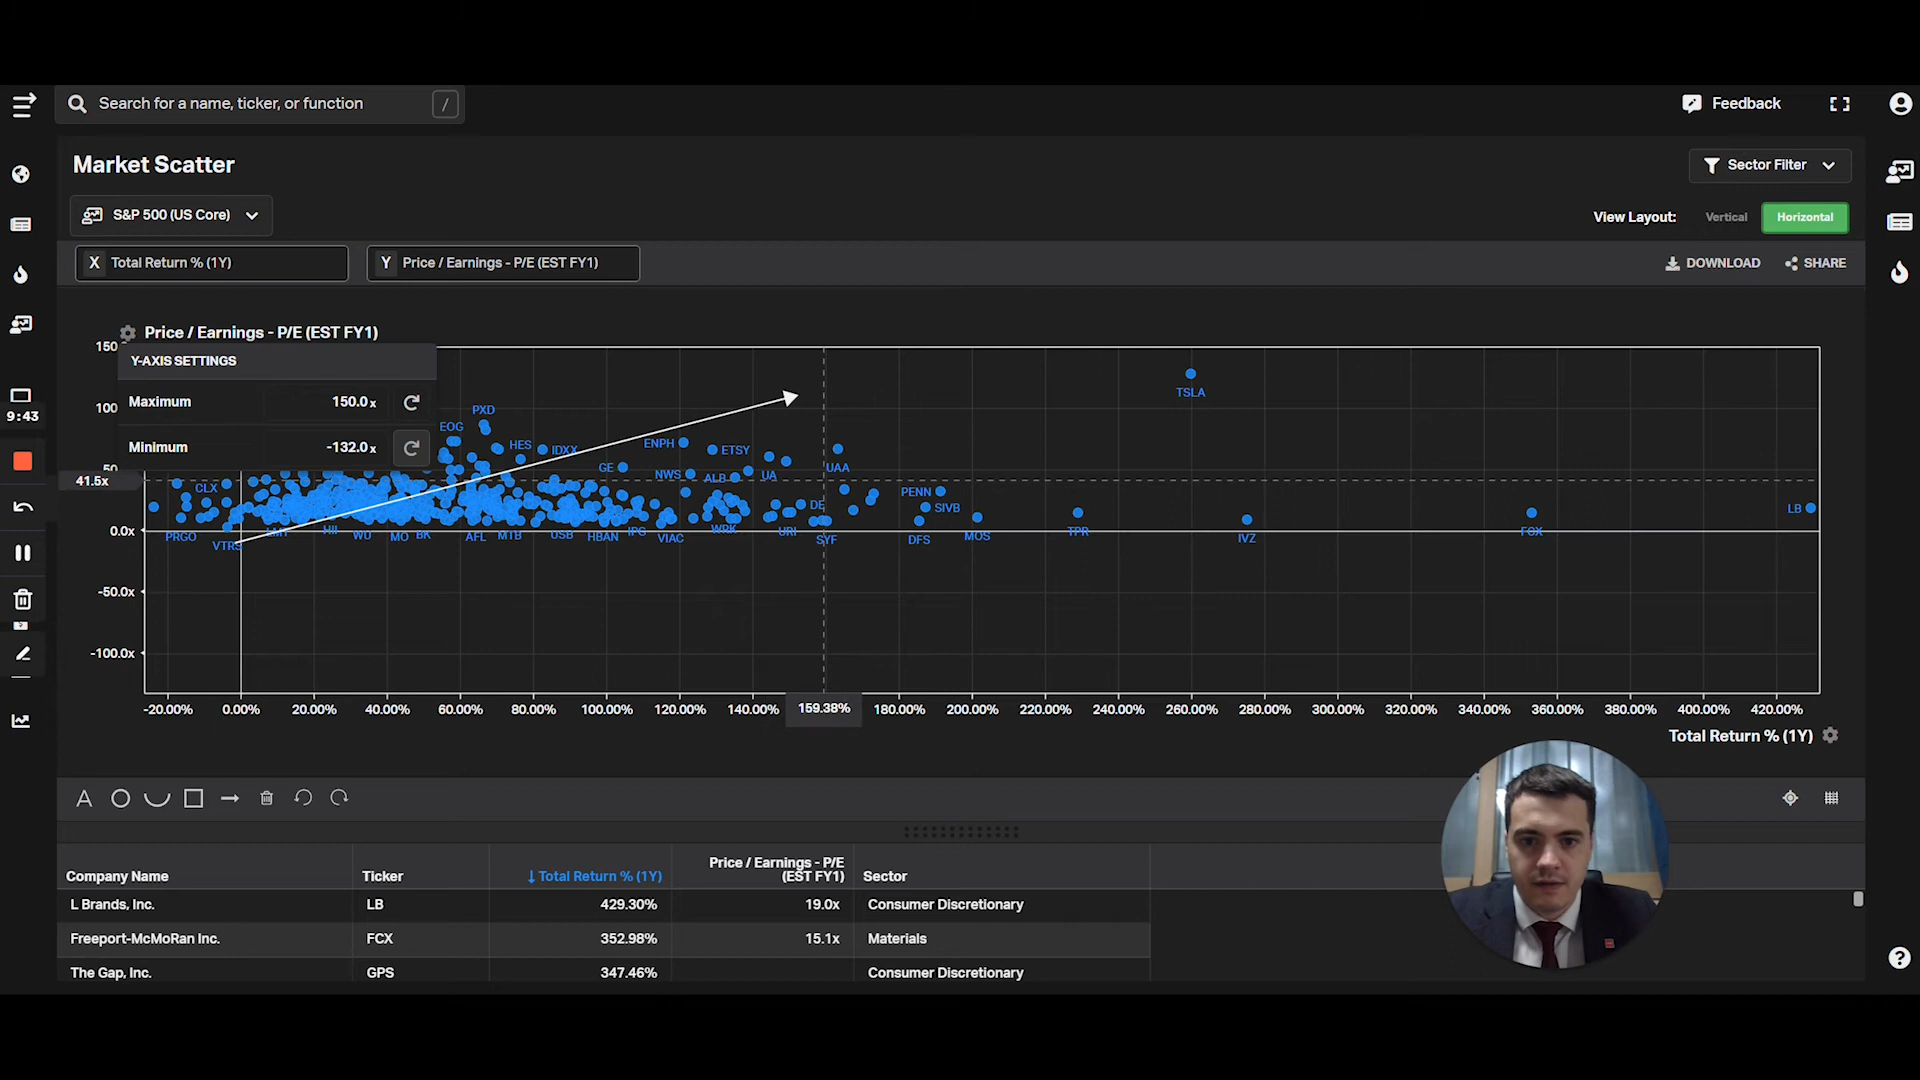 Search for a name, ticker, or function /
Feedback
Market Scatter
Sector Filter
S&P 500 (US Core)
View Layout: Vertical Horizontal
X Total Return % (1Y)
Y Price / Earnings - P/E (EST FY1)
DOWNLOAD SHARE
Price / Earnings - P/E (EST FY1)
150
Y-AXIS SETTINGS
Maximum 150.0x
Minimum -132.0x
100
50
41.5x
0.0x
-50.0x
-100.0x
9:43
TSLA
PXD
EOG
HES
IDXX
ENPH
ETSY
GE
NWS
ALB
UA
UAA
CLX
PENN
DE
SIVB
LB
PRGO
VTRS
LMT
HII
WU
MO
BK
AFL
MTB
USB
HBAN
IPG
VIAC
WRK
URI
SYF
DFS
MOS
TPR
IVZ
FCX
-20.00% 0.00% 20.00% 40.00% 60.00% 80.00% 100.00% 120.00% 140.00% 159.38% 180.00% 200.00% 220.00% 240.00% 260.00% 280.00% 300.00% 320.00% 340.00% 360.00% 380.00% 400.00% 420.00%
Total Return % (1Y)
A
Company Name Ticker ↓ Total Return % (1Y) Price / Earnings - P/E (EST FY1) Sector
L Brands, Inc. LB 429.30% 19.0x Consumer Discretionary
Freeport-McMoRan Inc. FCX 352.98% 15.1x Materials
The Gap, Inc. GPS 347.46% Consumer Discretionary